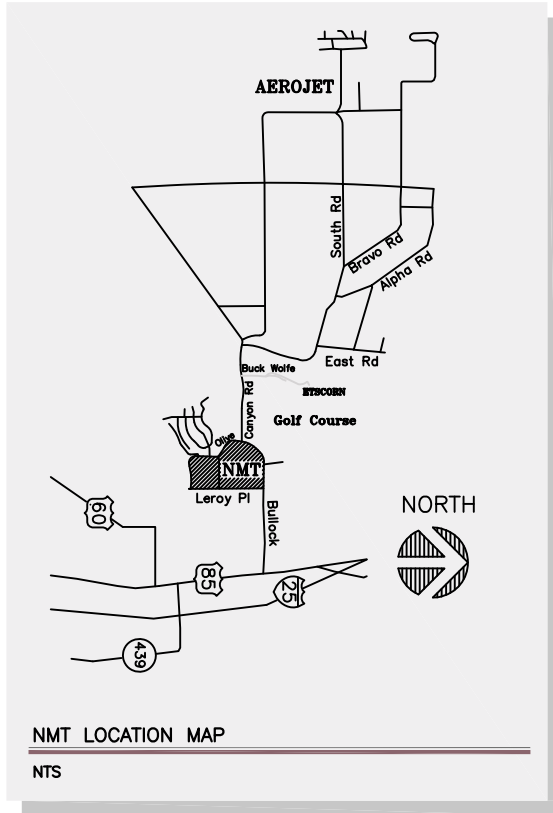 AEROJET
South Rd
Bravo Rd
Alpha Rd
East Rd
Buck Wolfe
ETSCORN
Canyon Rd
Golf Course
Olive
NMT
Leroy Pl
Bullock
NORTH
60
85
25
439
NMT LOCATION MAP
NTS